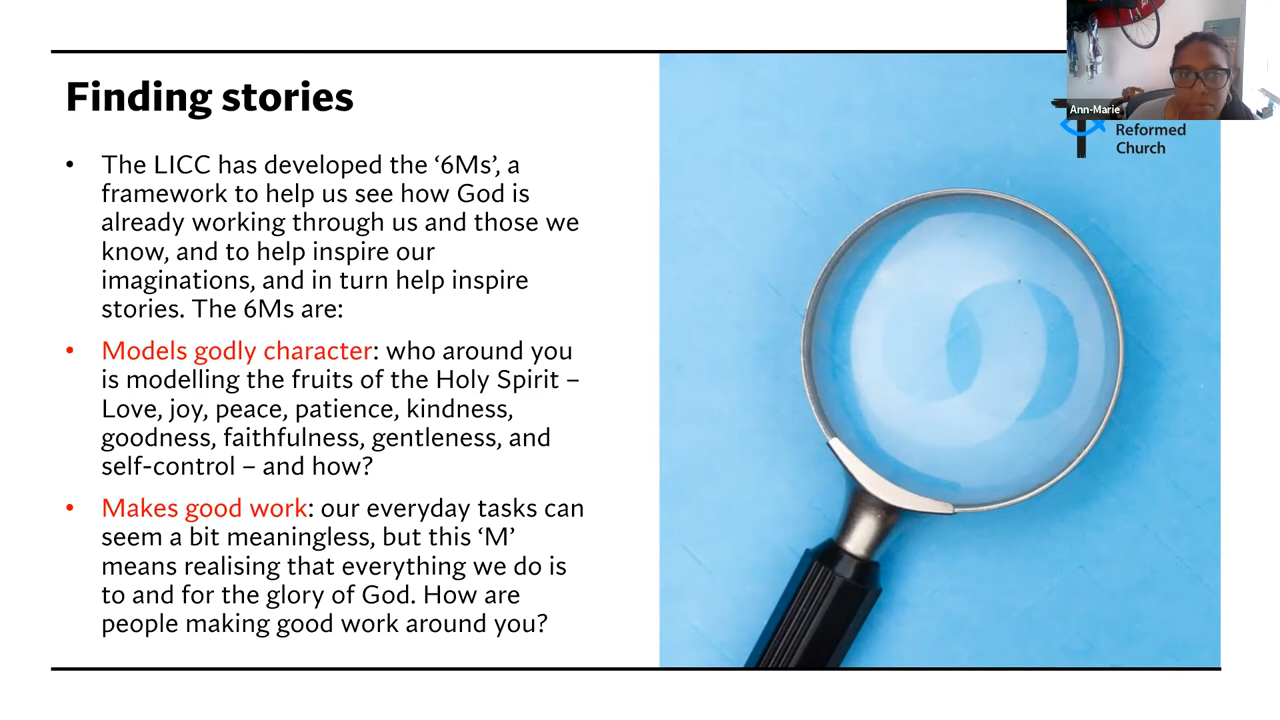 Finding stories
• The LICC has developed the ‘6Ms’, a
framework to help us see how God is
already working through us and those we
know, and to help inspire our
imaginations, and in turn help inspire
stories. The 6Ms are:
• Models godly character: who around you
is modelling the fruits of the Holy Spirit –
Love, joy, peace, patience, kindness,
goodness, faithfulness, gentleness, and
self-control – and how?
• Makes good work: our everyday tasks can
seem a bit meaningless, but this ‘M’
means realising that everything we do is
to and for the glory of God. How are
people making good work around you?
Ann-Marie
Reformed
Church